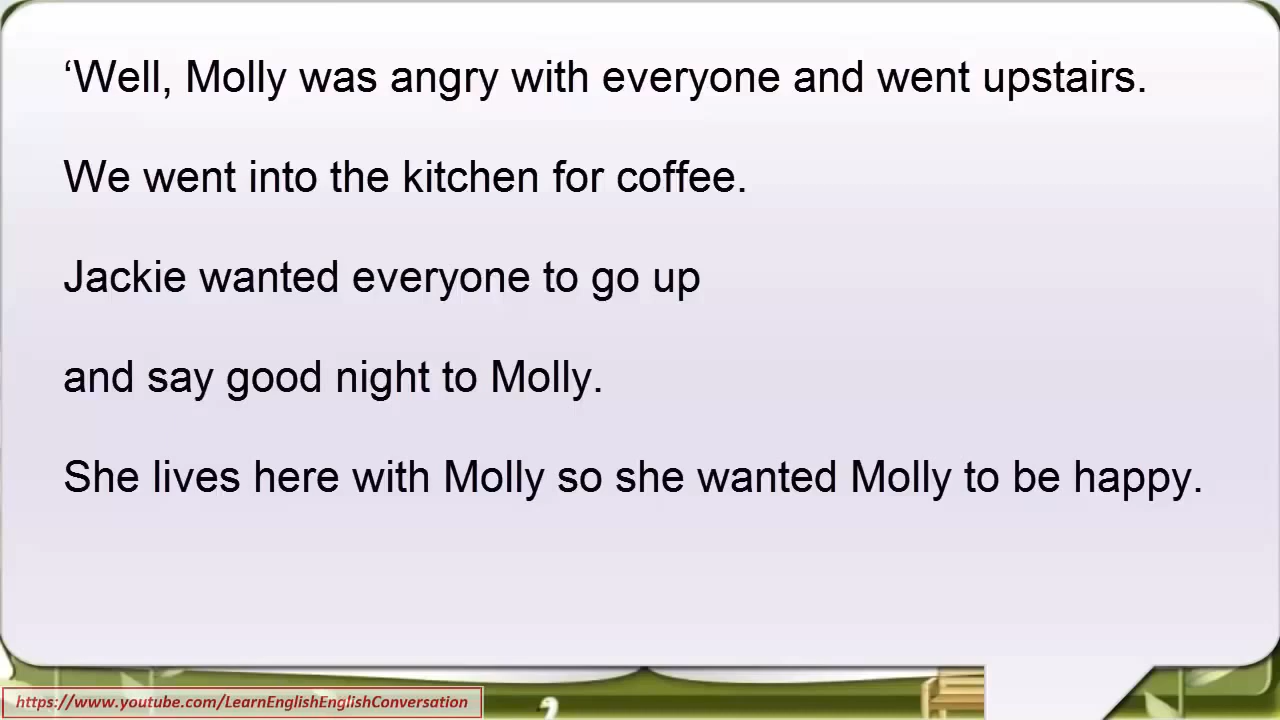 ‘Well, Molly was angry with everyone and went upstairs.
We went into the kitchen for coffee.
Jackie wanted everyone to go up
and say good night to Molly.
She lives here with Molly so she wanted Molly to be happy.
https://www.youtube.com/LearnEnglishEnglishConversation